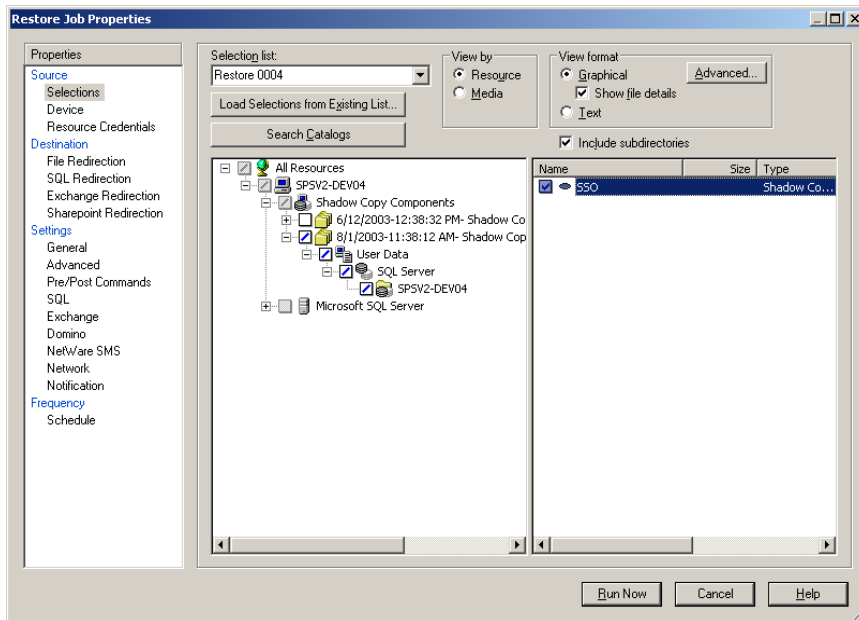 Restore Job Properties
Properties
Source
Selections
Device
Resource Credentials
Destination
File Redirection
SQL Redirection
Exchange Redirection
Sharepoint Redirection
Settings
General
Advanced
Pre/Post Commands
SQL
Exchange
Domino
NetWare SMS
Network
Notification
Frequency
Schedule
Selection list:
Restore 0004
Load Selections from Existing List...
Search Catalogs
View by
Resource
Media
View format
Graphical
Advanced...
Show file details
Text
Include subdirectories
All Resources
SPSV2-DEV04
Shadow Copy Components
6/12/2003-12:38:32 PM- Shadow Co
8/1/2003-11:38:12 AM- Shadow Cop
User Data
SQL Server
SPSV2-DEV04
Microsoft SQL Server
Name Size Type
SSO Shadow Co...
Run Now Cancel Help